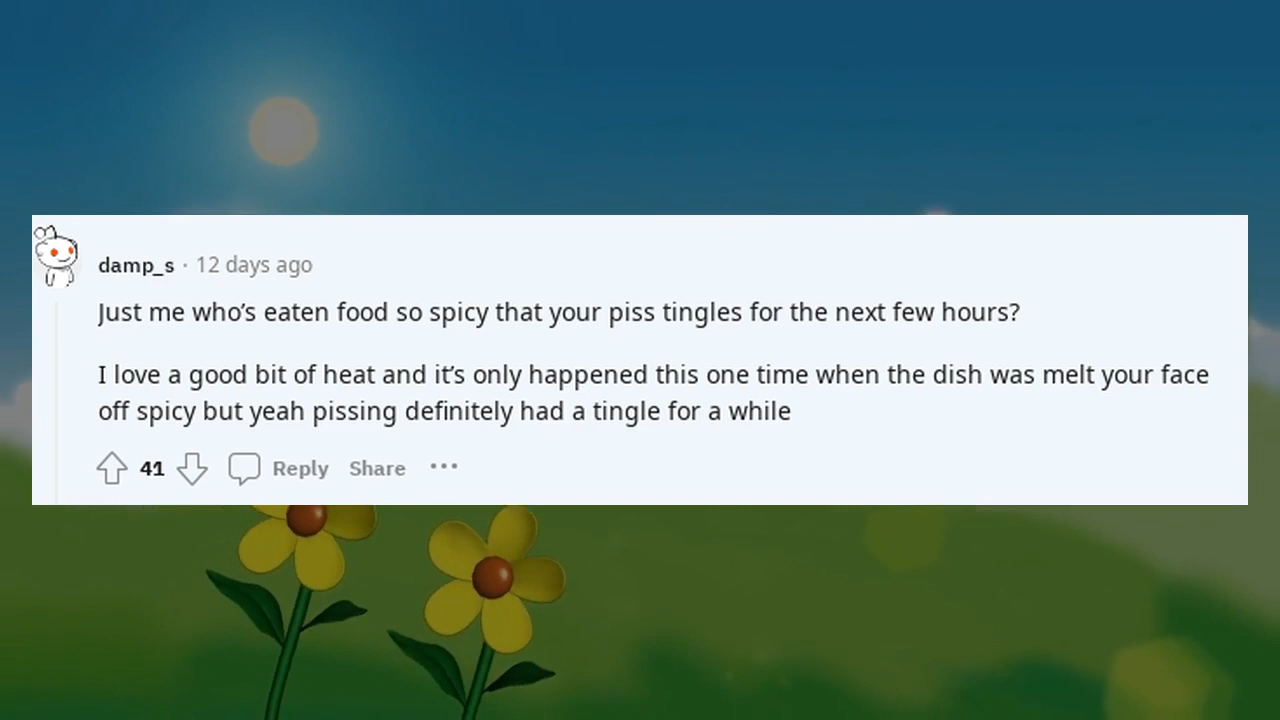 damp_s · 12 days ago
Just me who’s eaten food so spicy that your piss tingles for the next few hours?
I love a good bit of heat and it’s only happened this one time when the dish was melt your face
off spicy but yeah pissing definitely had a tingle for a while
41 Reply Share ···